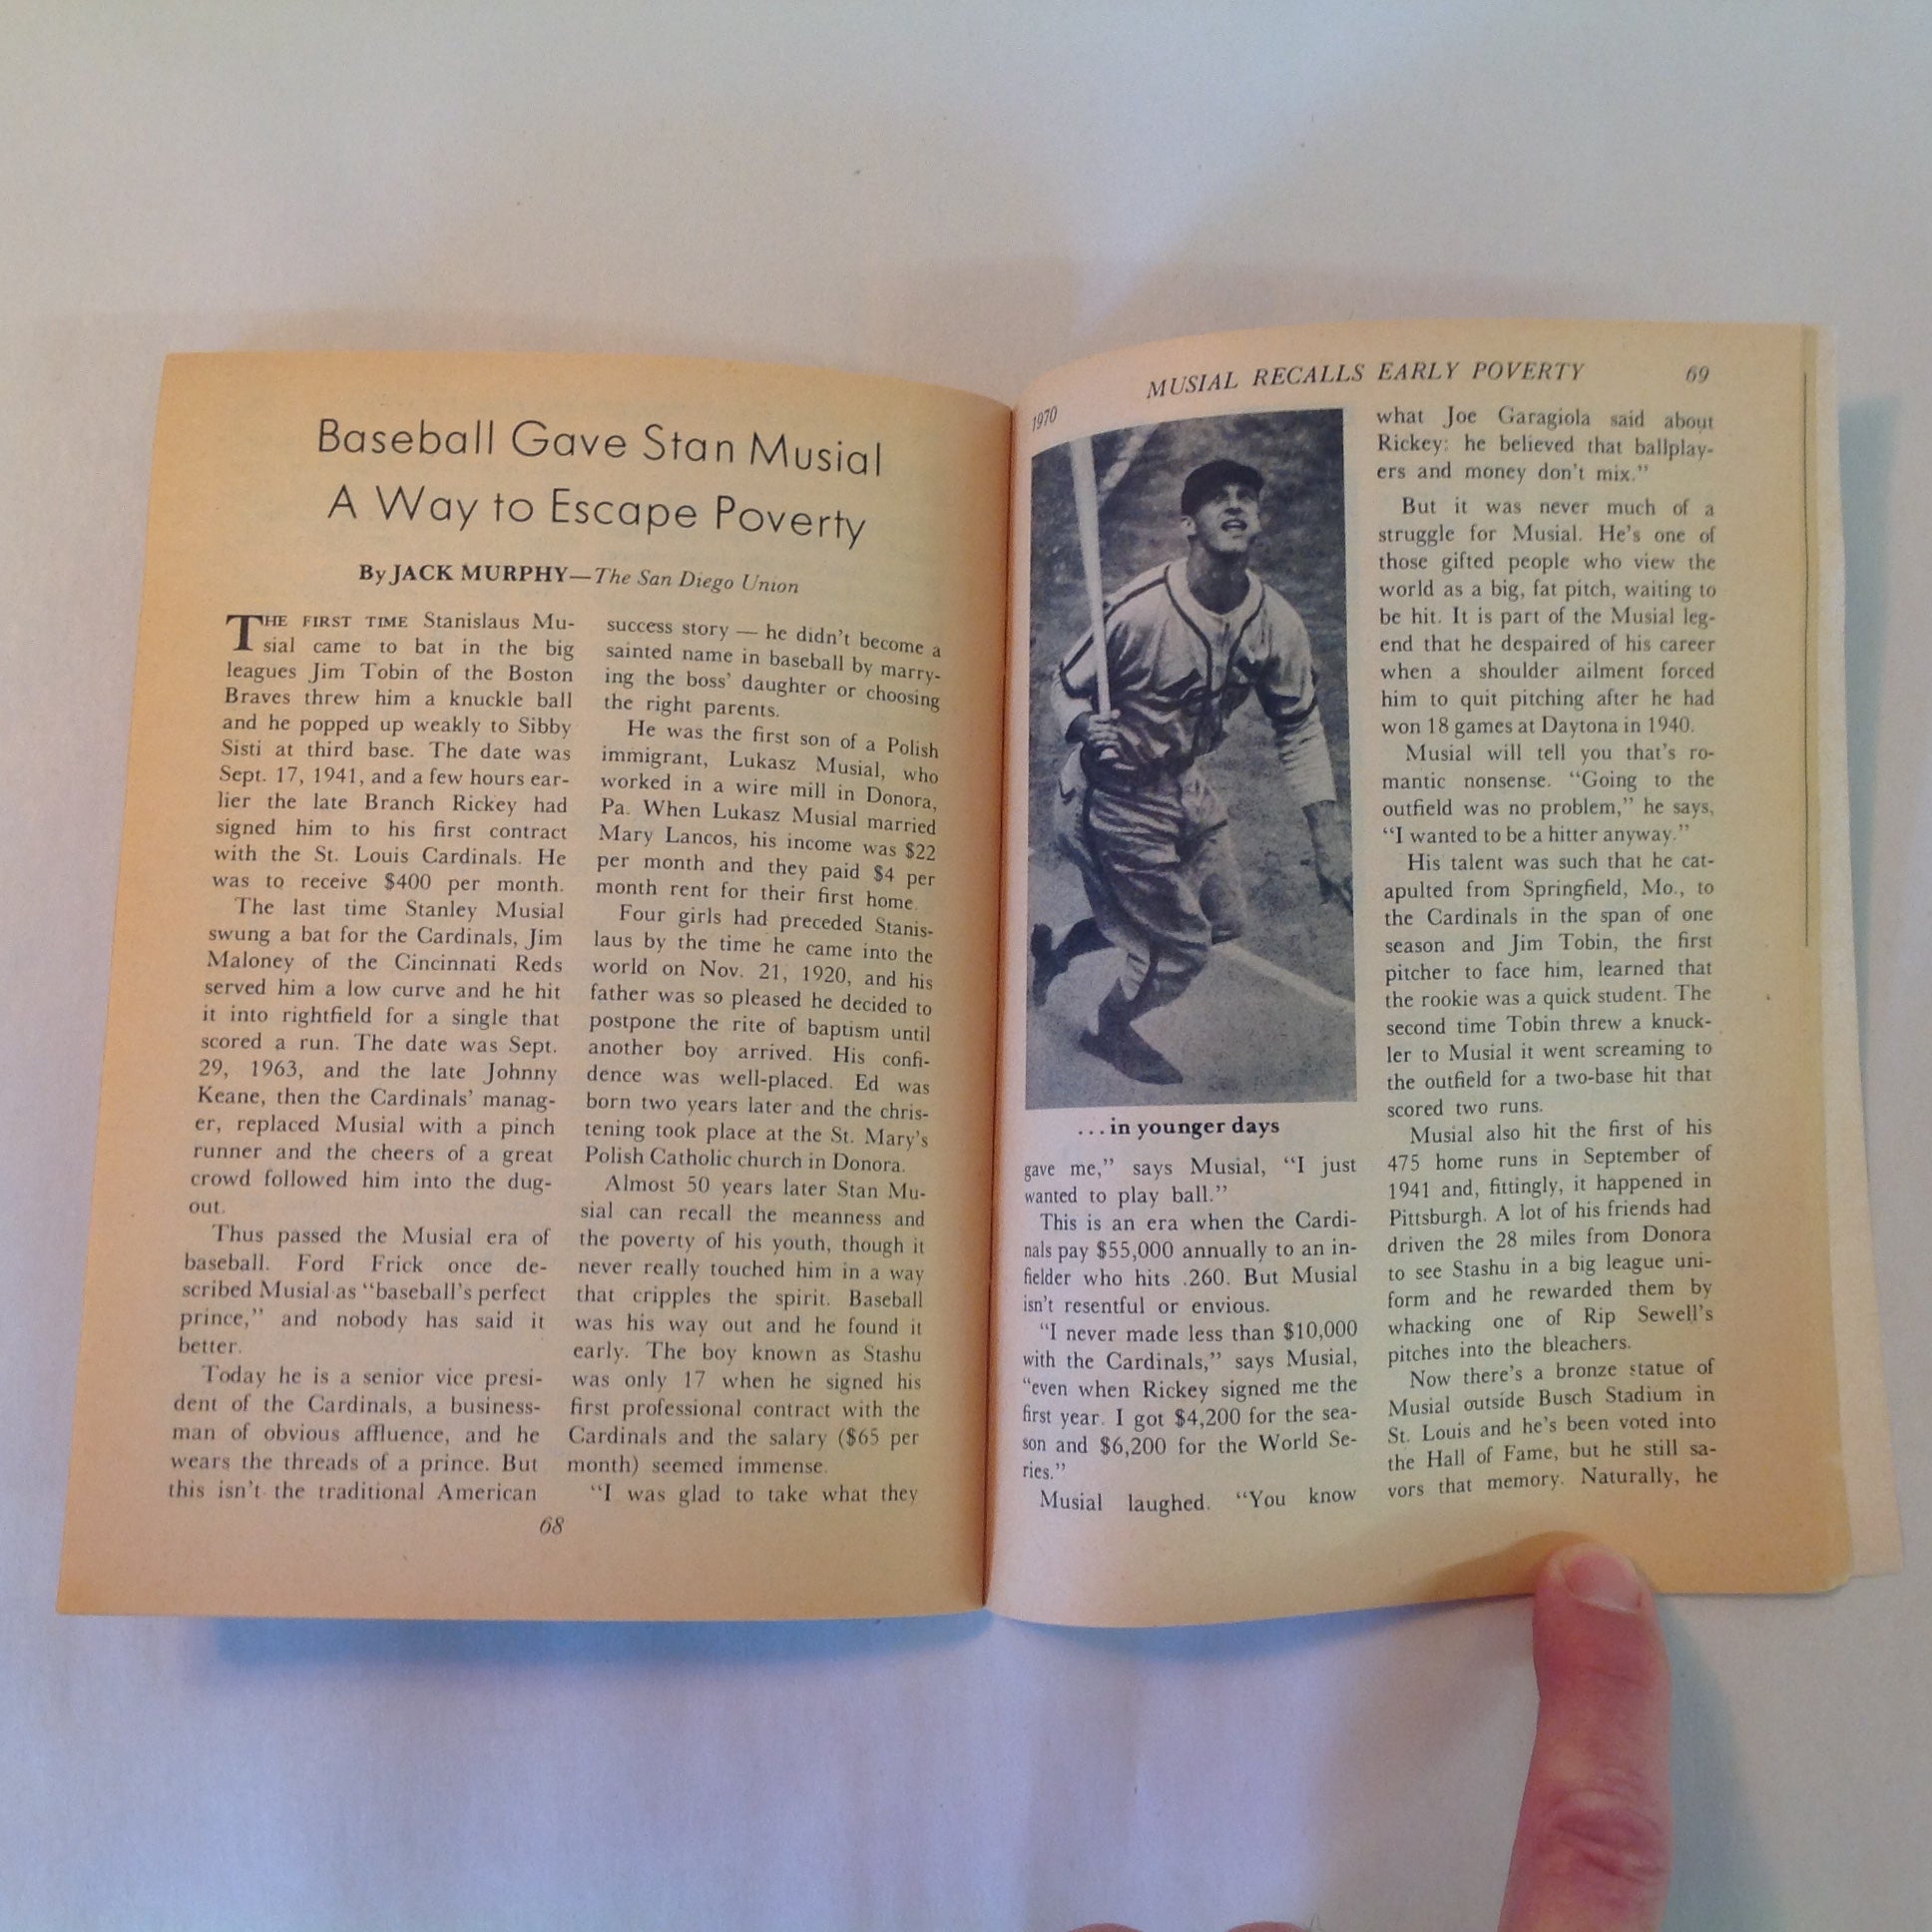 Baseball Gave Stan Musial
A Way to Escape Poverty
By JACK MURPHY—The San Diego Union
THE FIRST TIME Stanislaus Mu-
sial came to bat in the big
leagues Jim Tobin of the Boston
Braves threw him a knuckle ball
and he popped up weakly to Sibby
Sisti at third base. The date was
Sept. 17, 1941, and a few hours ear-
lier the late Branch Rickey had
signed him to his first contract
with the St. Louis Cardinals. He
was to receive $400 per month.
The last time Stanley Musial
swung a bat for the Cardinals, Jim
Maloney of the Cincinnati Reds
served him a low curve and he hit
it into rightfield for a single that
scored a run. The date was Sept.
29, 1963, and the late Johnny
Keane, then the Cardinals' manag-
er, replaced Musial with a pinch
runner and the cheers of a great
crowd followed him into the dug-
out.
Thus passed the Musial era of
baseball. Ford Frick once de-
scribed Musial as "baseball's perfect
prince," and nobody has said it
better.
Today he is a senior vice presi-
dent of the Cardinals, a business-
man of obvious affluence, and he
wears the threads of a prince. But
this isn't the traditional American
success story — he didn't become a
sainted name in baseball by marry-
ing the boss' daughter or choosing
the right parents.
He was the first son of a Polish
immigrant, Lukasz Musial, who
worked in a wire mill in Donora,
Pa. When Lukasz Musial married
Mary Lancos, his income was $22
per month and they paid $4 per
month rent for their first home.
Four girls had preceded Stanis-
laus by the time he came into the
world on Nov. 21, 1920, and his
father was so pleased he decided to
postpone the rite of baptism until
another boy arrived. His confi-
dence was well-placed. Ed was
born two years later and the chris-
tening took place at the St. Mary's
Polish Catholic church in Donora.
Almost 50 years later Stan Mu-
sial can recall the meanness and
the poverty of his youth, though it
never really touched him in a way
that cripples the spirit. Baseball
was his way out and he found it
early. The boy known as Stashu
was only 17 when he signed his
first professional contract with the
Cardinals and the salary ($65 per
month) seemed immense.
"I was glad to take what they
68
1970
MUSIAL RECALLS EARLY POVERTY
69
...in younger days
gave me," says Musial, "I just
wanted to play ball."
This is an era when the Cardi-
nals pay $55,000 annually to an in-
fielder who hits .260. But Musial
isn't resentful or envious.
"I never made less than $10,000
with the Cardinals," says Musial,
"even when Rickey signed me the
first year. I got $4,200 for the sea-
son and $6,200 for the World Se-
ries."
Musial laughed. "You know
what Joe Garagiola said about
Rickey: he believed that ballplay-
ers and money don't mix."
But it was never much of a
struggle for Musial. He's one of
those gifted people who view the
world as a big, fat pitch, waiting to
be hit. It is part of the Musial leg-
end that he despaired of his career
when a shoulder ailment forced
him to quit pitching after he had
won 18 games at Daytona in 1940.
Musial will tell you that's ro-
mantic nonsense. "Going to the
outfield was no problem," he says,
"I wanted to be a hitter anyway."
His talent was such that he cat-
apulted from Springfield, Mo., to
the Cardinals in the span of one
season and Jim Tobin, the first
pitcher to face him, learned that
the rookie was a quick student. The
second time Tobin threw a knuck-
ler to Musial it went screaming to
the outfield for a two-base hit that
scored two runs.
Musial also hit the first of his
475 home runs in September of
1941 and, fittingly, it happened in
Pittsburgh. A lot of his friends had
driven the 28 miles from Donora
to see Stashu in a big league uni-
form and he rewarded them by
whacking one of Rip Sewell's
pitches into the bleachers.
Now there's a bronze statue of
Musial outside Busch Stadium in
St. Louis and he's been voted into
the Hall of Fame, but he still sa-
vors that memory. Naturally, he